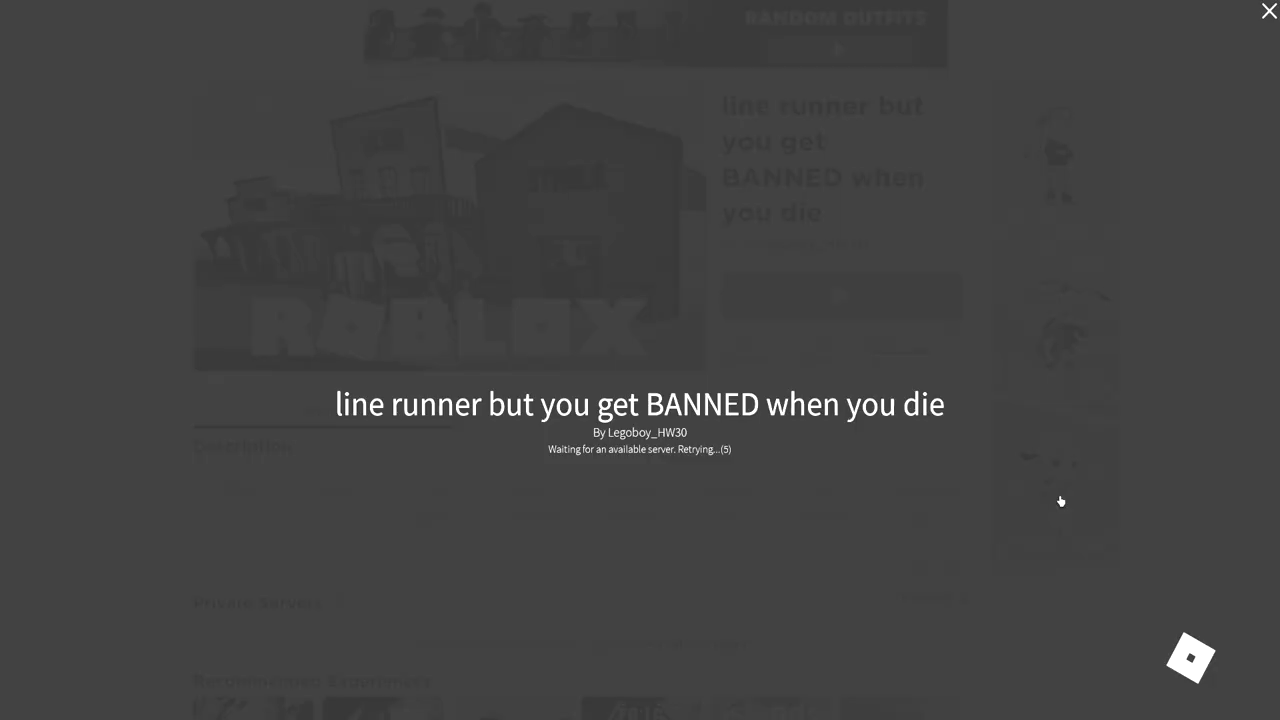 RANDOM OUTFITS
line runner but
you get
BANNED when
you die
ROBLOX
line runner but you get BANNED when you die
By Legoboy_HW30
Waiting for an available server. Retrying...(5)
Description
Private Servers
Recommended Experiences